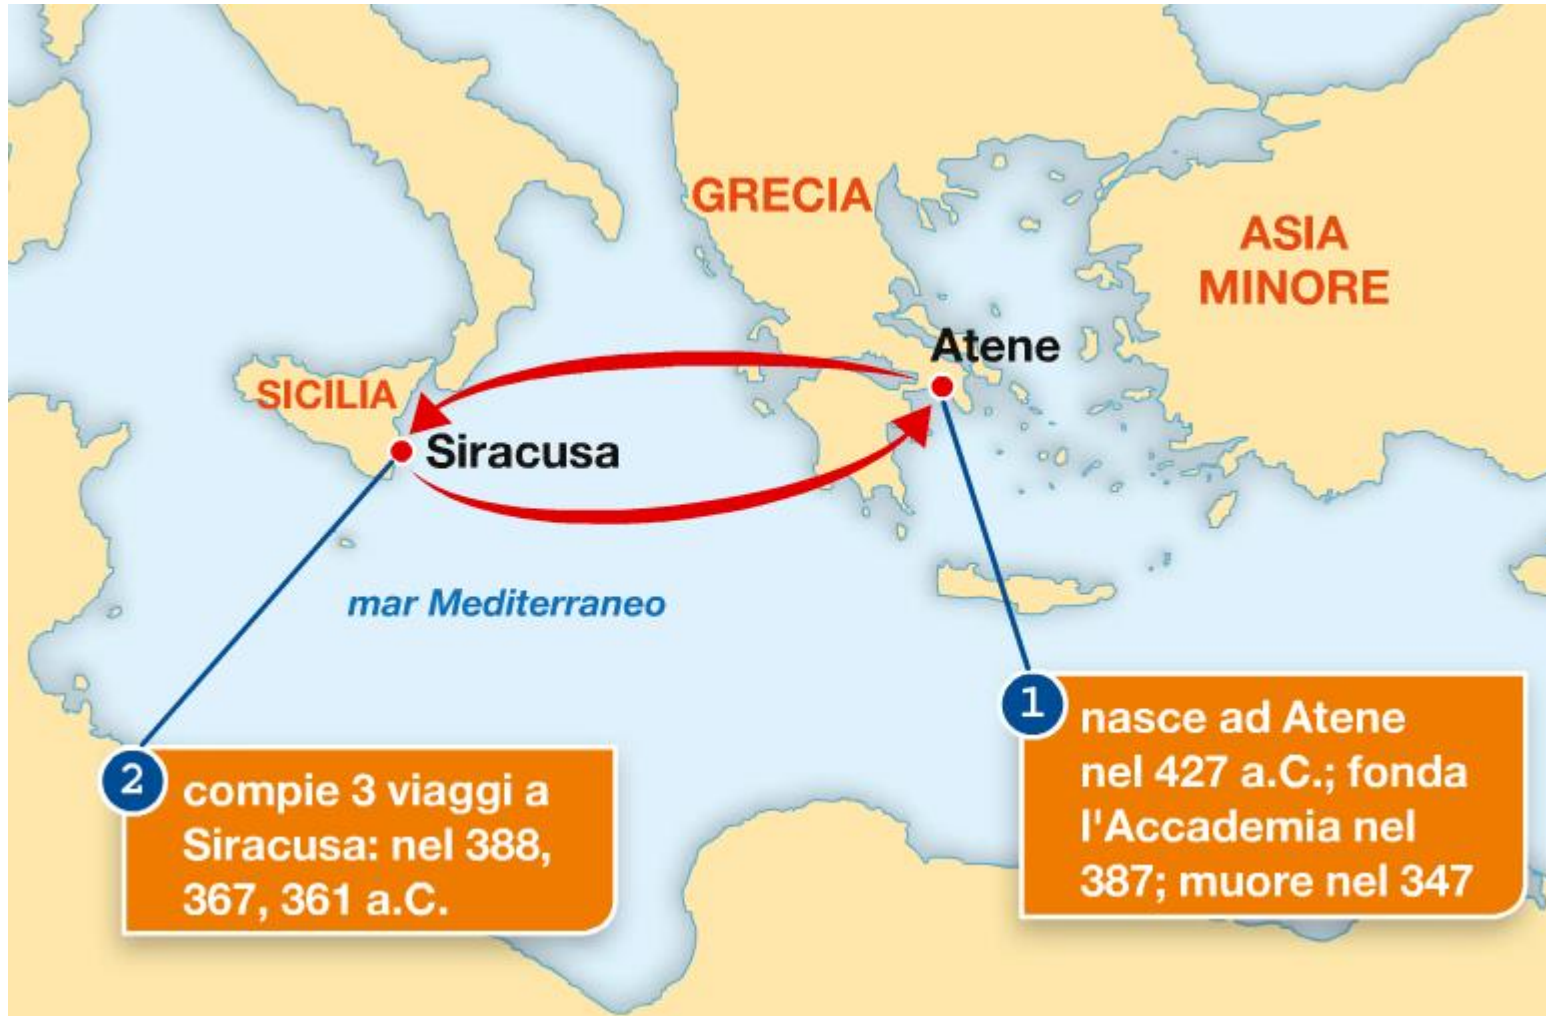 GRECIA
ASIA
MINORE
Atene
SICILIA
Siracusa
mar Mediterraneo
1
nasce ad Atene
nel 427 a.C.; fonda
l'Accademia nel
387; muore nel 347
2
compie 3 viaggi a
Siracusa: nel 388,
367, 361 a.C.